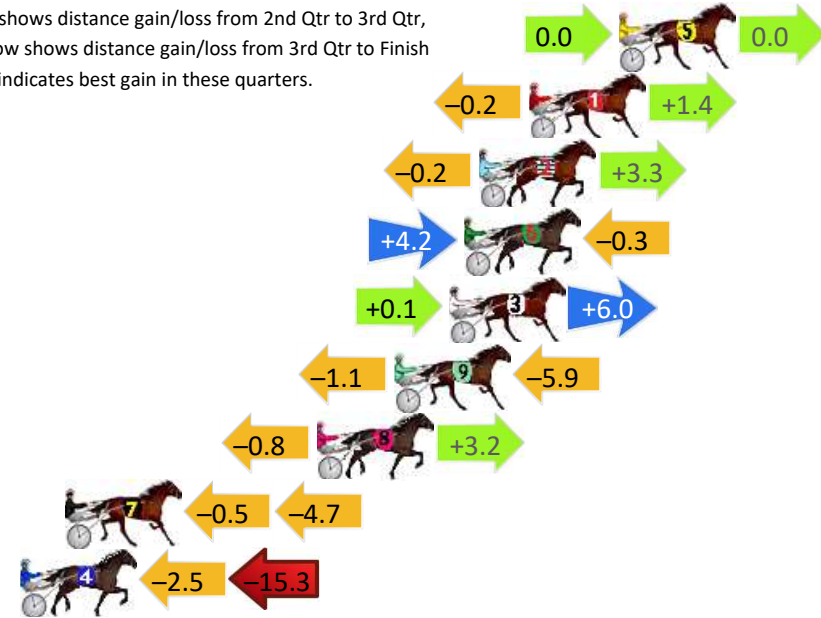 shows distance gain/loss from 2nd Qtr to 3rd Qtr,
ow shows distance gain/loss from 3rd Qtr to Finish
indicates best gain in these quarters.
0.0 5 0.0
–0.2 1 +1.4
–0.2 2 +3.3
+4.2 6 –0.3
+0.1 3 +6.0
–1.1 9 –5.9
–0.8 8 +3.2
7 –0.5 –4.7
4 –2.5 –15.3